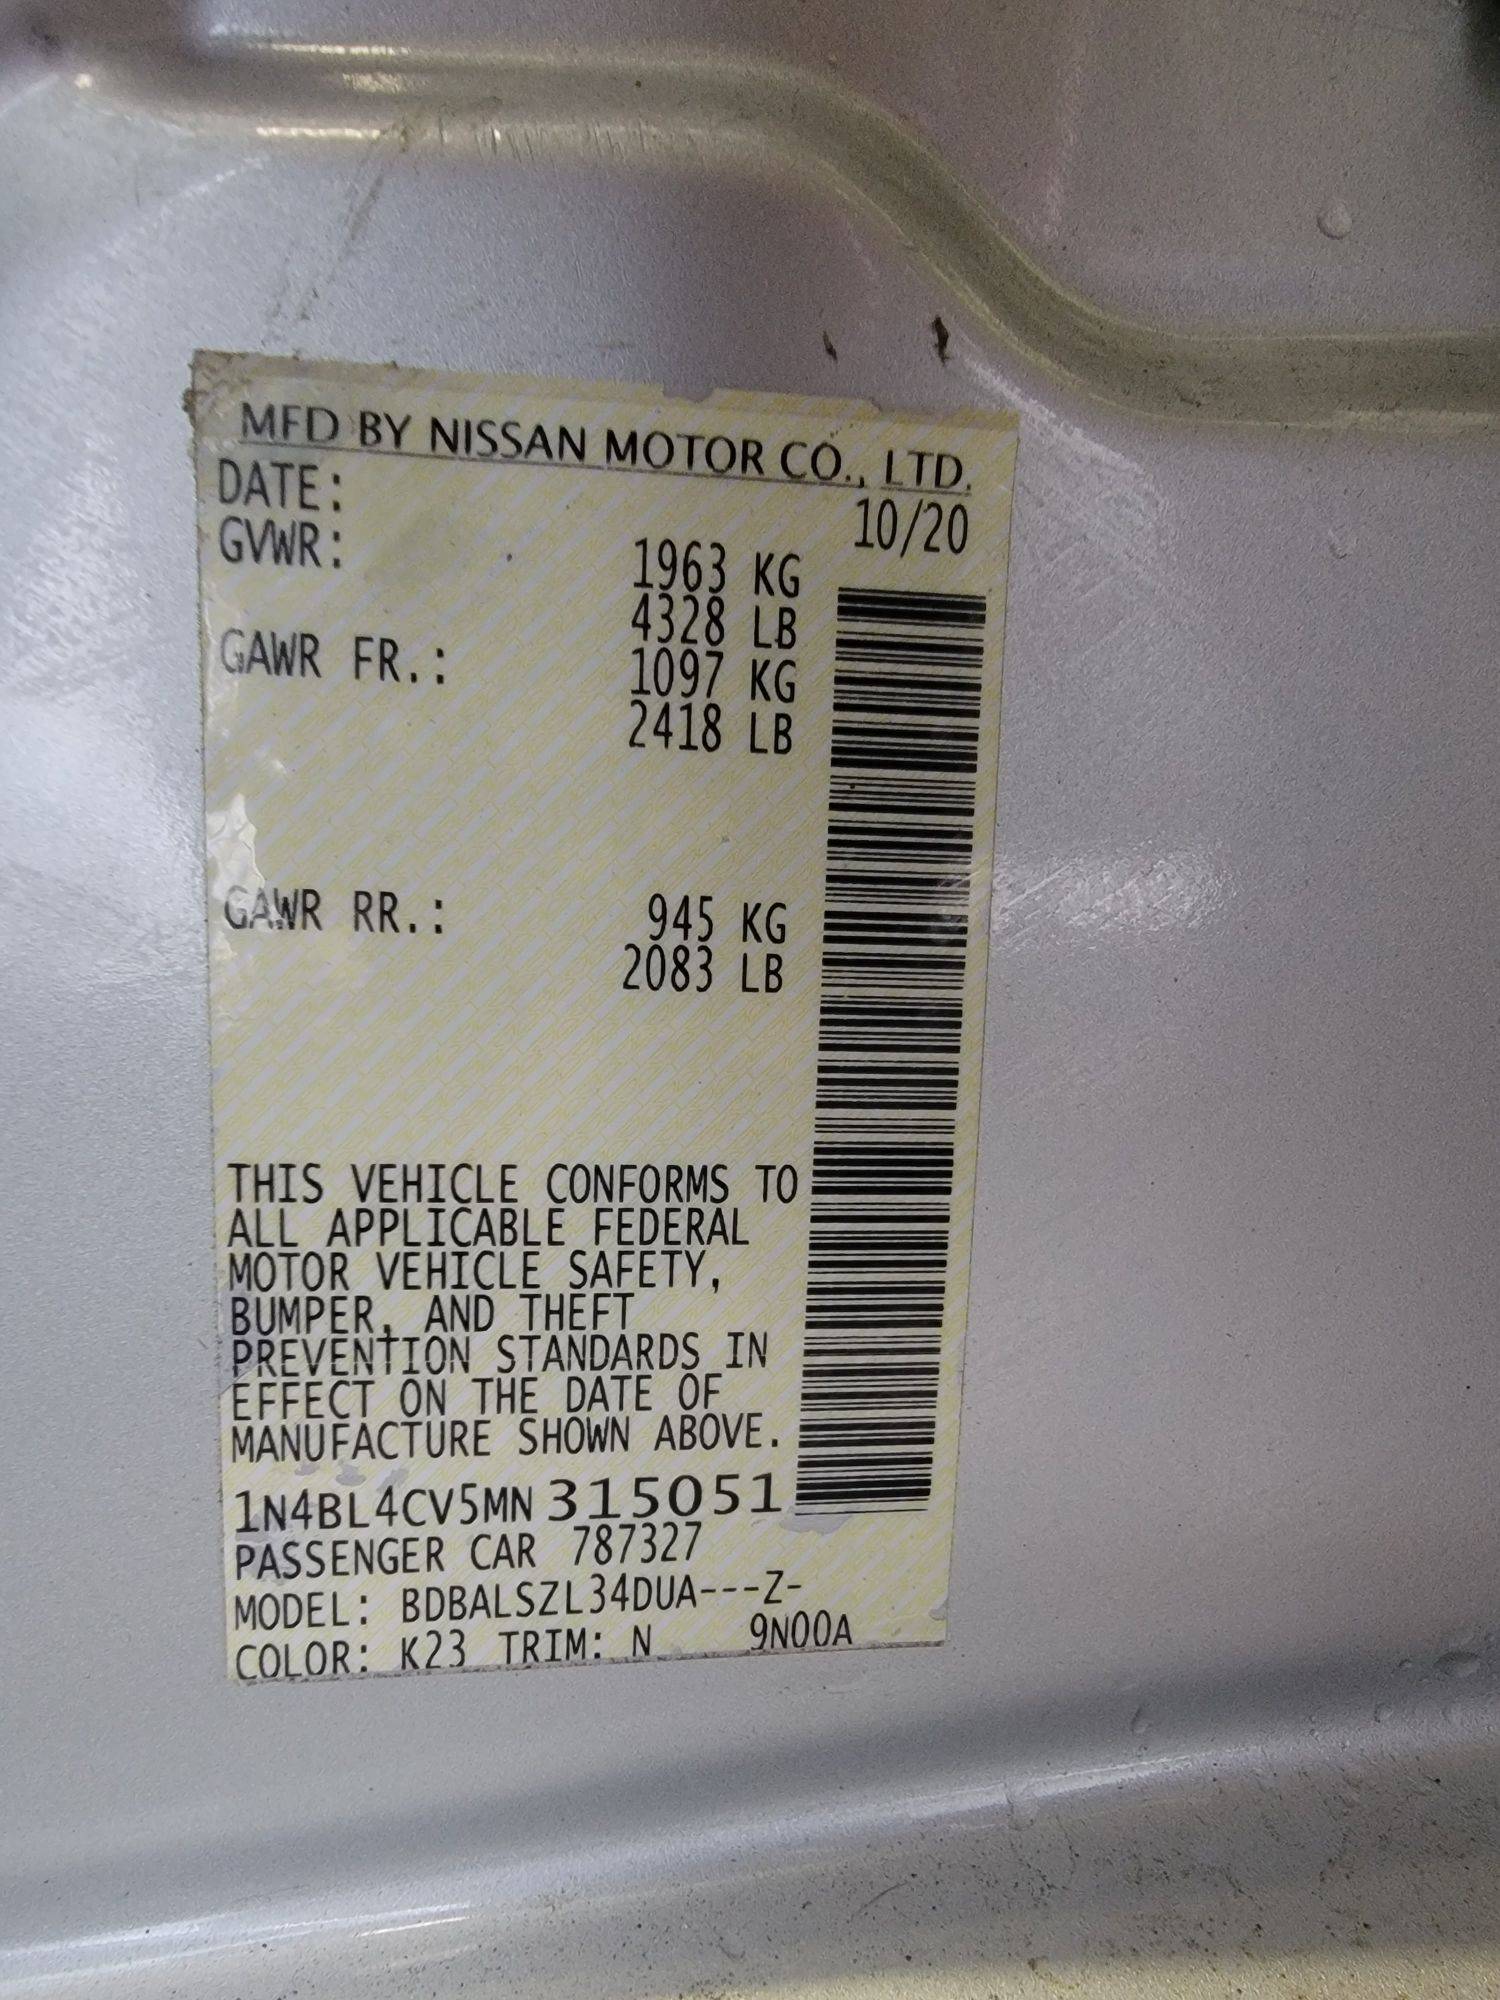 MFD BY NISSAN MOTOR CO., LTD.
DATE: 10/20
GVWR: 1963 KG
4328 LB
GAWR FR.: 1097 KG
2418 LB
GAWR RR.: 945 KG
2083 LB
THIS VEHICLE CONFORMS TO
ALL APPLICABLE FEDERAL
MOTOR VEHICLE SAFETY,
BUMPER, AND THEFT
PREVENTION STANDARDS IN
EFFECT ON THE DATE OF
MANUFACTURE SHOWN ABOVE.
1N4BL4CV5MN315051
PASSENGER CAR 787327
MODEL: BDBALSZL34DUA---Z-
COLOR: K23 TRIM: N 9N00A